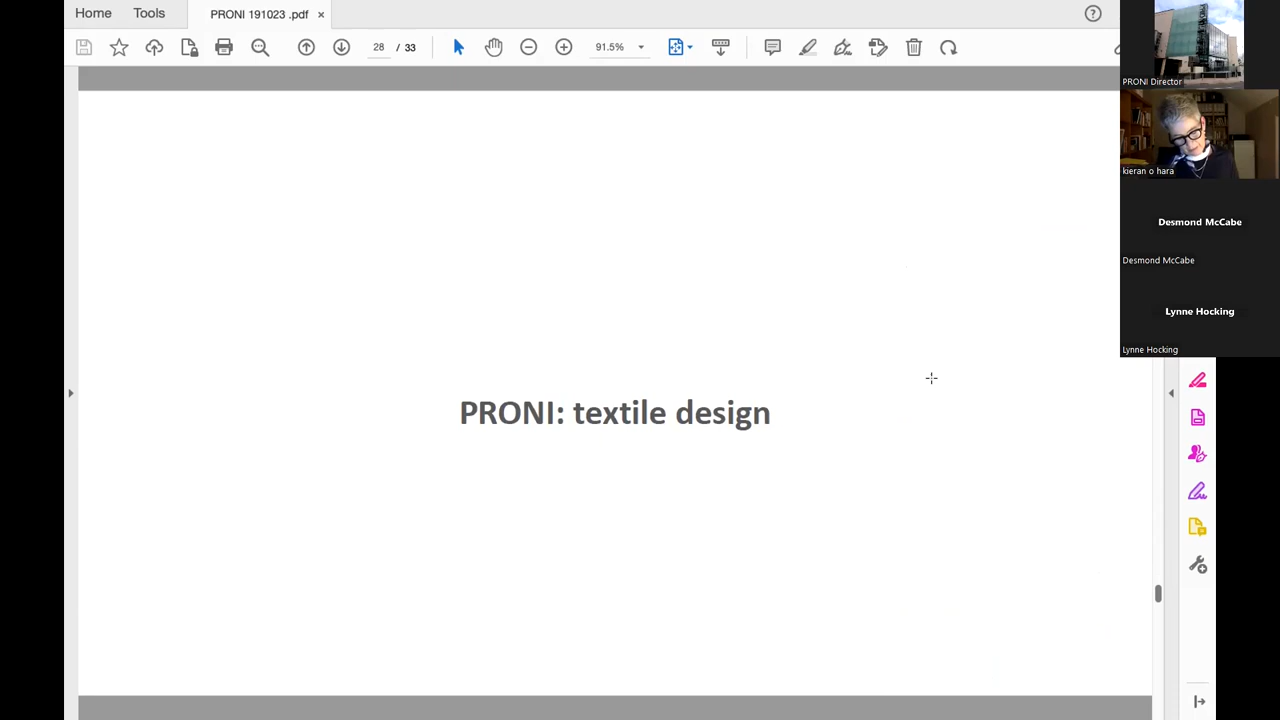 Home Tools PRONI 191023 .pdf ×
28 / 33 91.5%
PRONI: textile design
PRONI Director
kieran o hara
Desmond McCabe
Desmond McCabe
Lynne Hocking
Lynne Hocking